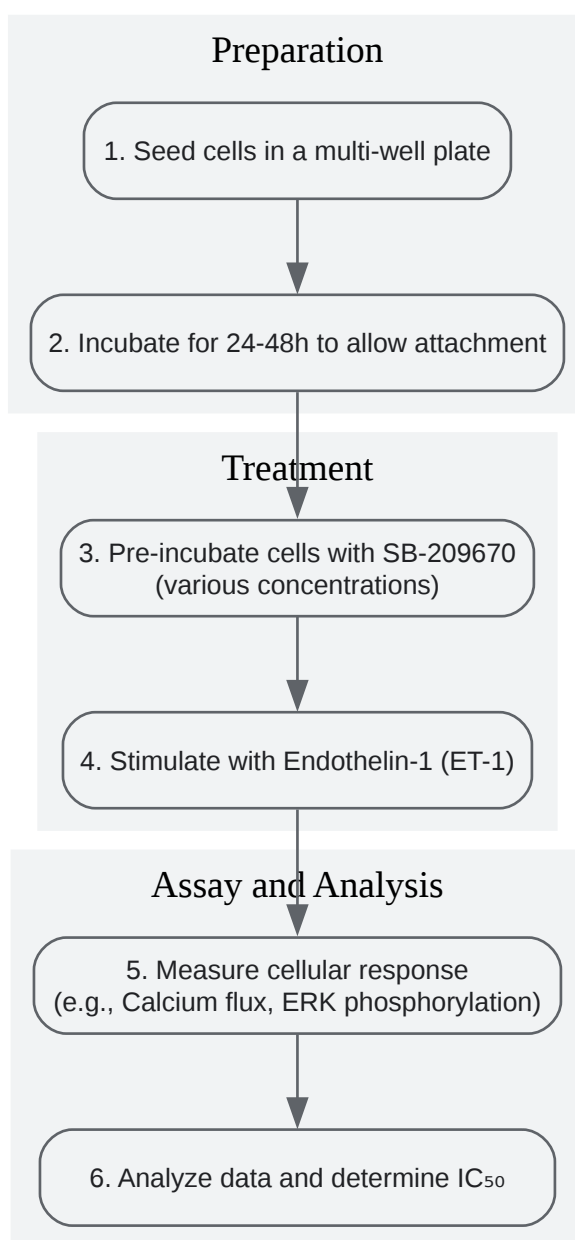 Preparation
1. Seed cells in a multi-well plate
2. Incubate for 24-48h to allow attachment
Treatment
3. Pre-incubate cells with SB-209670
(various concentrations)
4. Stimulate with Endothelin-1 (ET-1)
Assay and Analysis
5. Measure cellular response
(e.g., Calcium flux, ERK phosphorylation)
6. Analyze data and determine IC₅₀